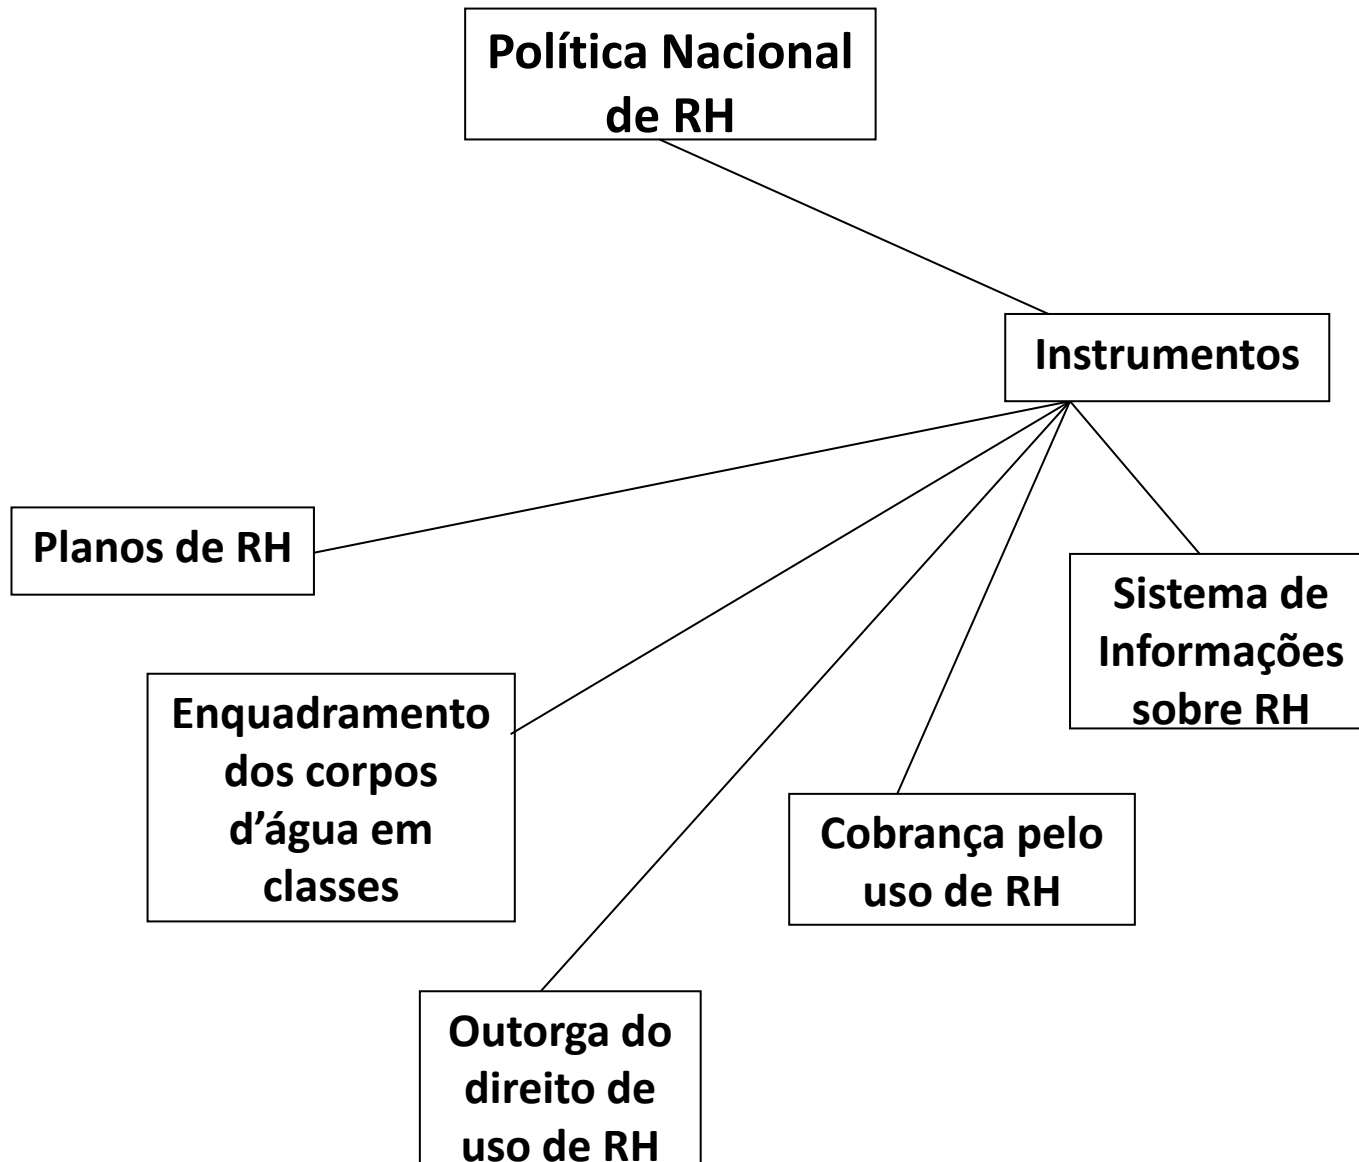 Política Nacional
de RH
Instrumentos
Planos de RH
Sistema de
Informações
sobre RH
Enquadramento
dos corpos
d’água em
classes
Cobrança pelo
uso de RH
Outorga do
direito de
uso de RH